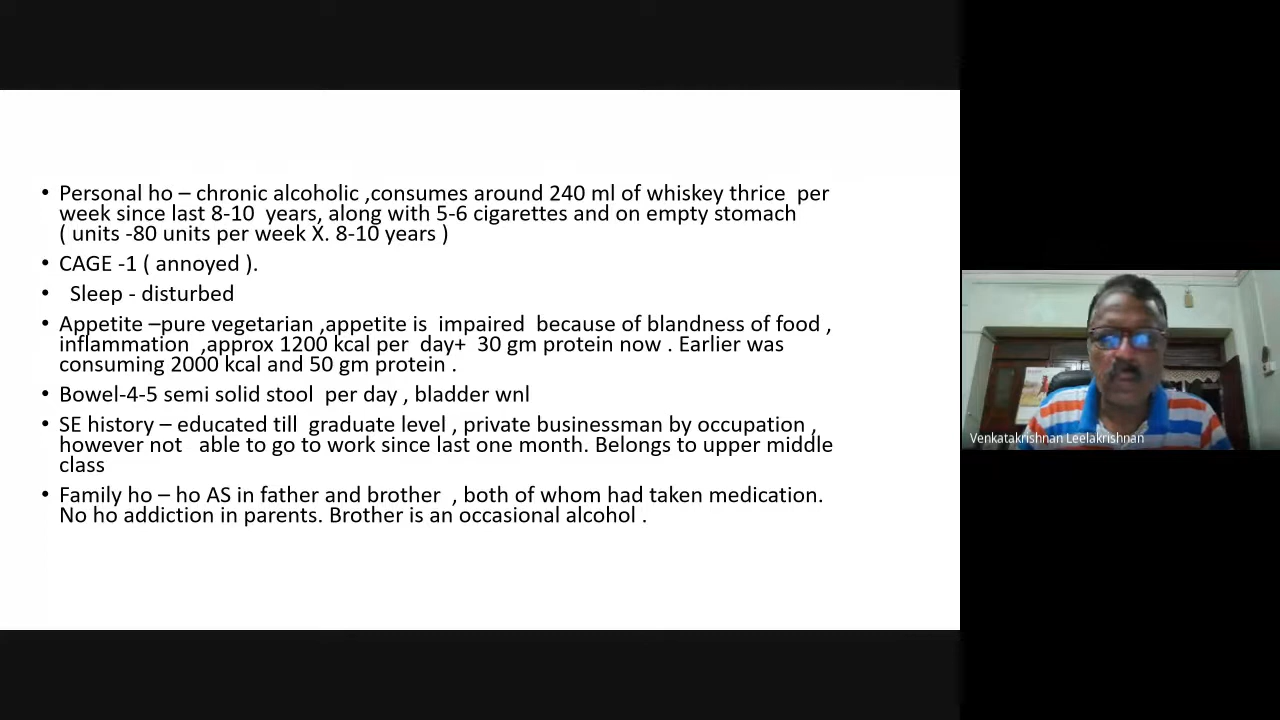 • Personal ho – chronic alcoholic ,consumes around 240 ml of whiskey thrice  per
week since last 8-10  years, along with 5-6 cigarettes and on empty stomach
( units -80 units per week X. 8-10 years )
• CAGE -1 ( annoyed ).
•  Sleep - disturbed
• Appetite –pure vegetarian ,appetite is  impaired  because of blandness of food ,
inflammation  ,approx 1200 kcal per  day+  30 gm protein now . Earlier was
consuming 2000 kcal and 50 gm protein .
• Bowel-4-5 semi solid stool  per day , bladder wnl
• SE history – educated till  graduate level , private businessman by occupation ,
however not   able to go to work since last one month. Belongs to upper middle
class
• Family ho – ho AS in father and brother  , both of whom had taken medication.
No ho addiction in parents. Brother is an occasional alcohol .
Venkatakrishnan Leelakrishnan